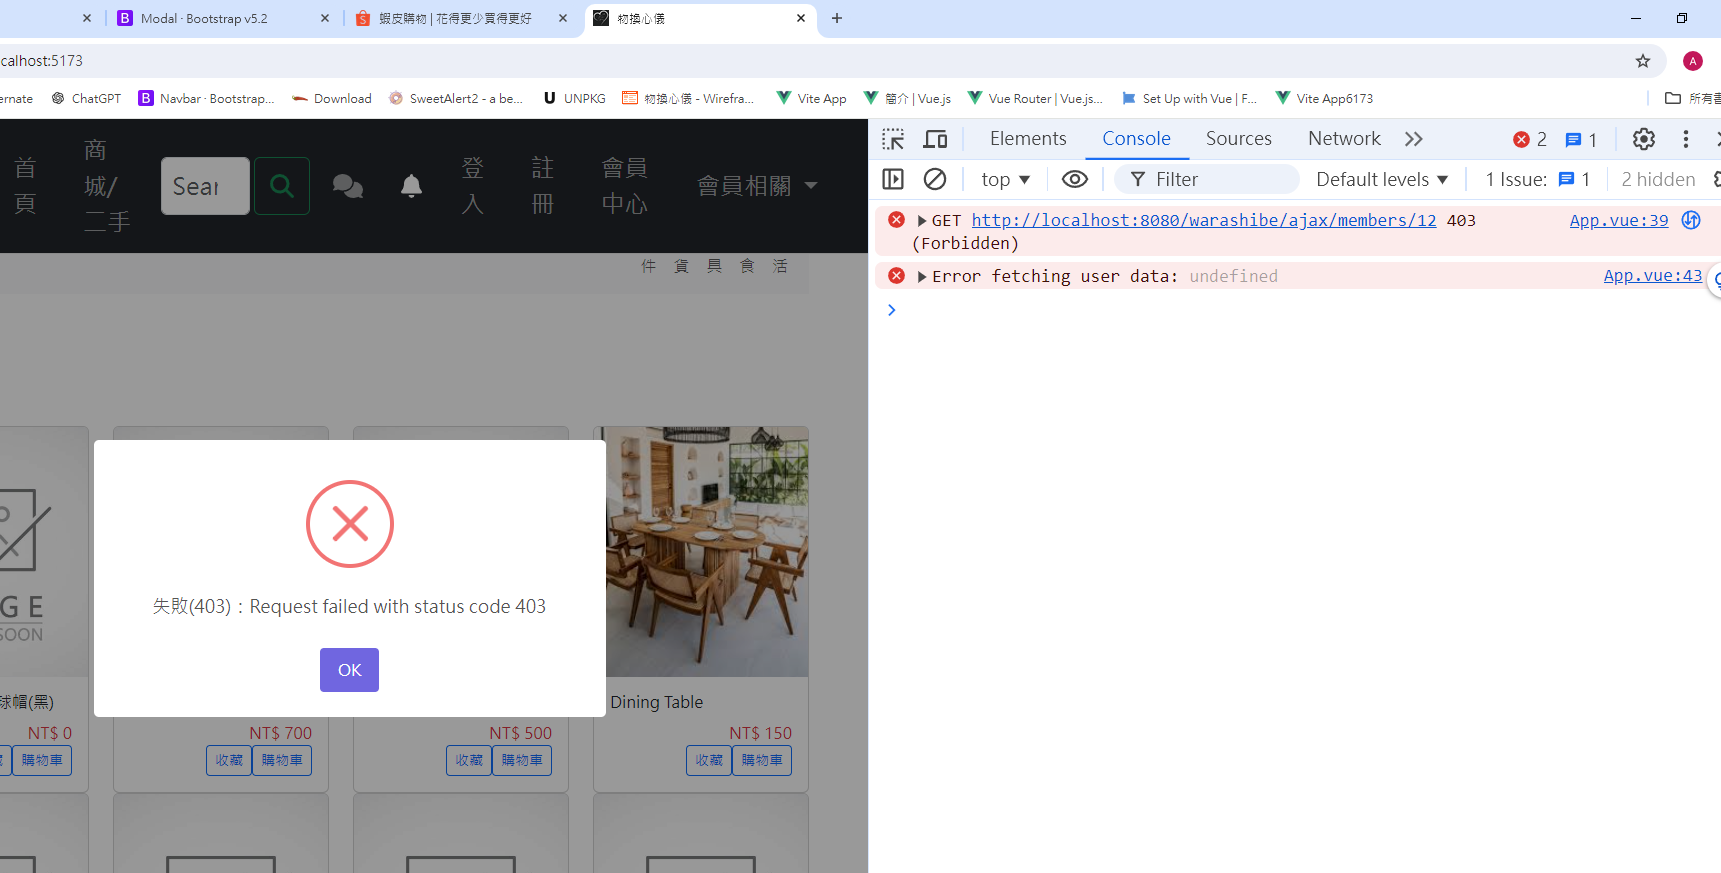 Modal · Bootstrap v5.2
蝦皮購物 | 花得更少買得更好
物換心儀
calhost:5173
A
ernate
ChatGPT
Navbar · Bootstrap...
Download
SweetAlert2 - a be...
UNPKG
物換心儀 - Wirefra...
Vite App
簡介 | Vue.js
Vue Router | Vue.js...
Set Up with Vue | F...
Vite App6173
所有書
首頁
商城/二手
Sear
登入
註冊
會員中心
會員相關
件 貨 具 食 活
失敗(403)：Request failed with status code 403
OK
GE
SOON
球帽(黑)
Dining Table
NT$ 0
NT$ 700
NT$ 500
NT$ 150
藏 購物車
收藏 購物車
收藏 購物車
收藏 購物車
Elements
Console
Sources
Network
2
1
top
Filter
Default levels
1 Issue: 1
2 hidden
GET http://localhost:8080/warashibe/ajax/members/12 403 (Forbidden)
App.vue:39
Error fetching user data: undefined
App.vue:43